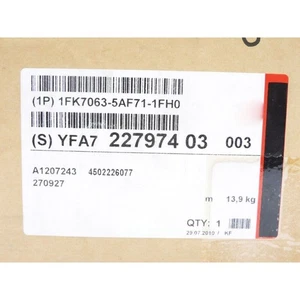 (1P) 1FK7063-5AF71-1FH0
(S) YFA7 227974 03 003
A1207243 4502226077
270927
m 13,9 kg
QTY: 1